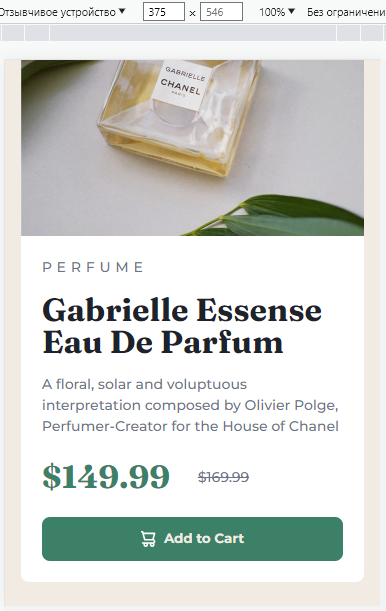 Отзывчивое устройство 375 × 546 100% Без ограничени
GABRIELLE
CHANEL
PARIS
PERFUME
Gabrielle Essense
Eau De Parfum
A floral, solar and voluptuous
interpretation composed by Olivier Polge,
Perfumer-Creator for the House of Chanel
$149.99 $169.99
Add to Cart